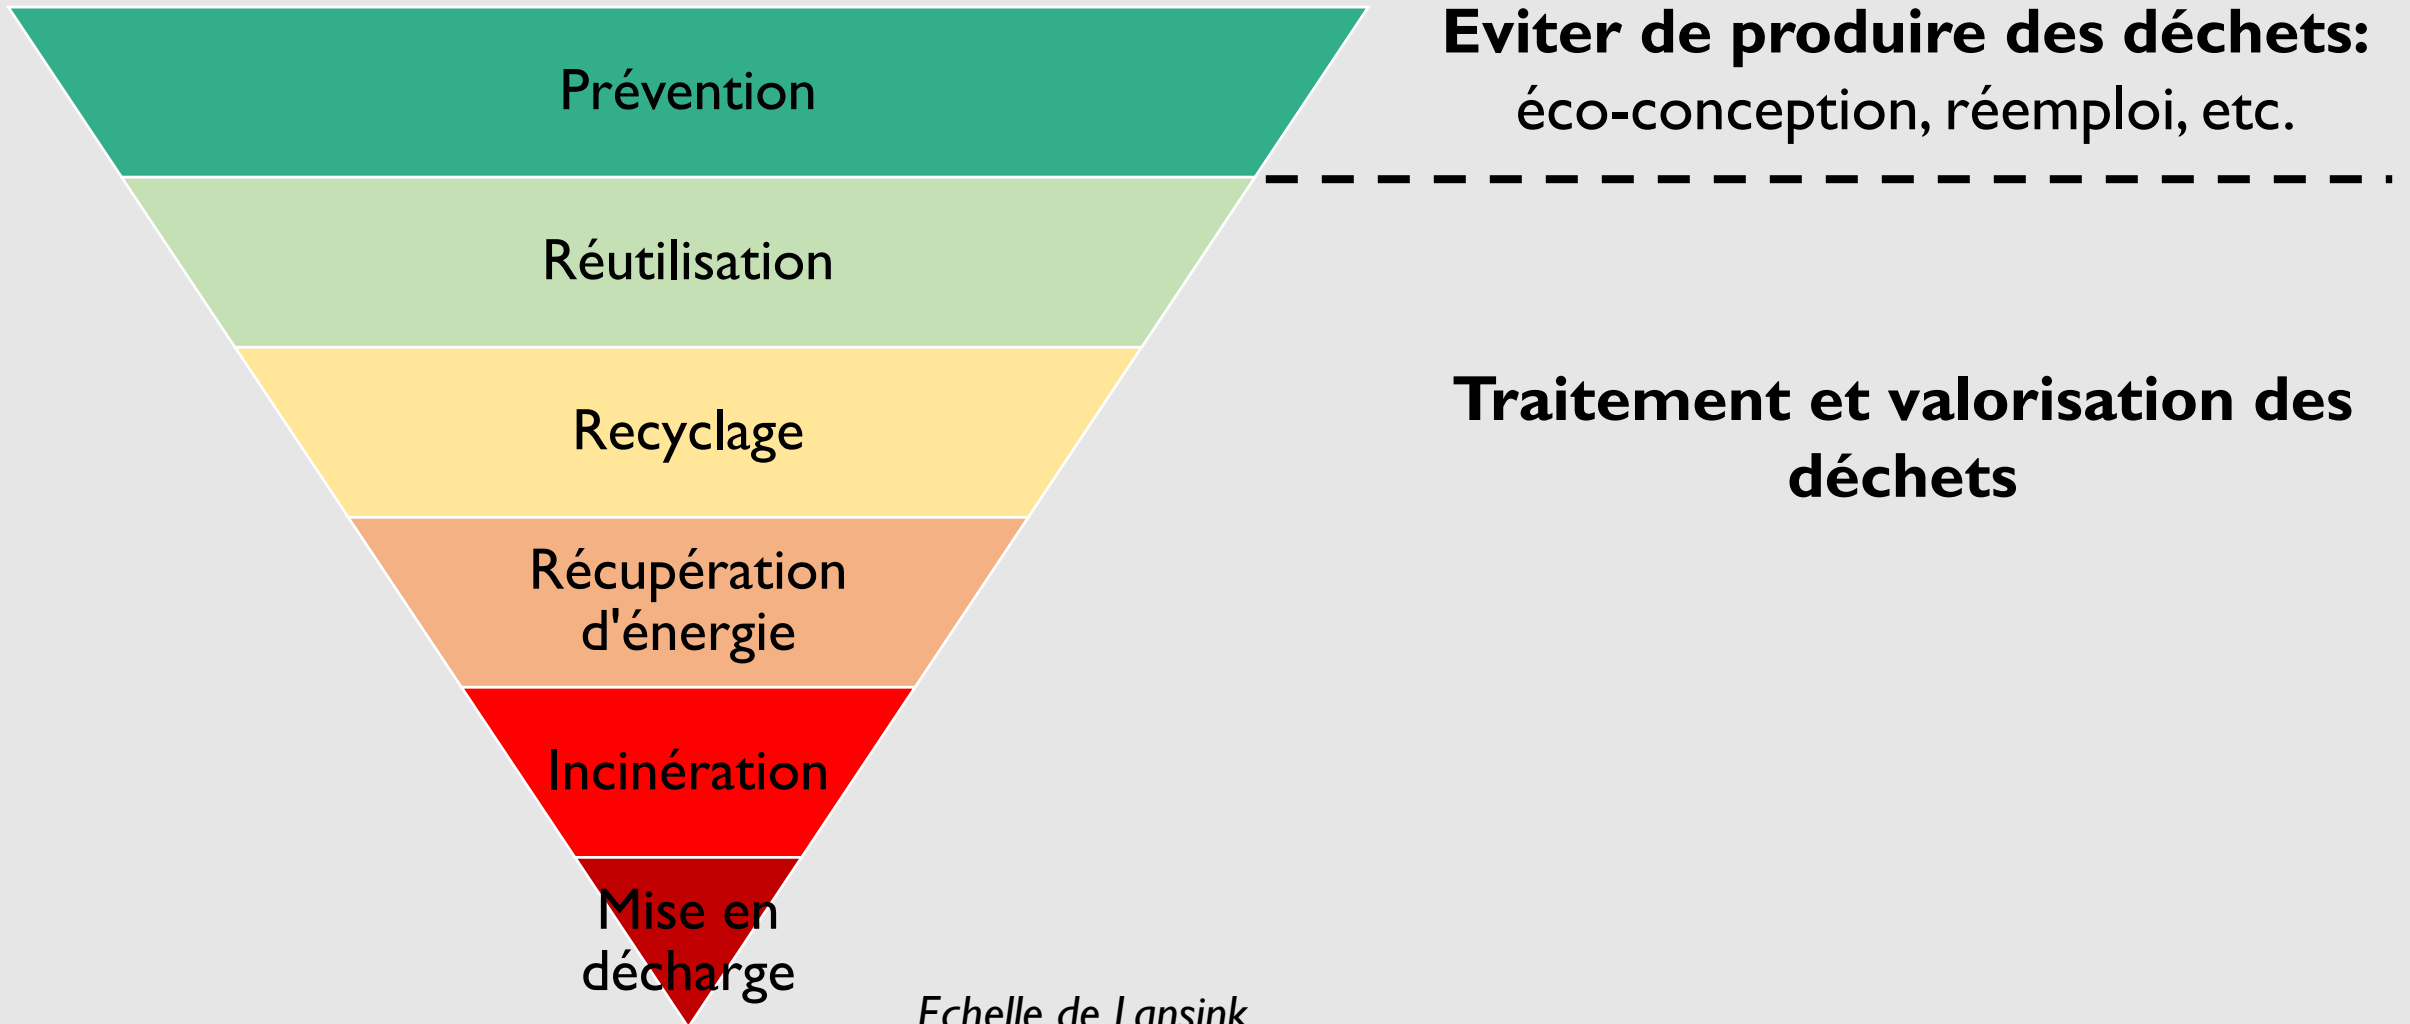 Prévention
Eviter de produire des déchets:
éco-conception, réemploi, etc.
Réutilisation
Recyclage
Traitement et valorisation des
déchets
Récupération
d'énergie
Incinération
Mise en
décharge
Echelle de Lansink